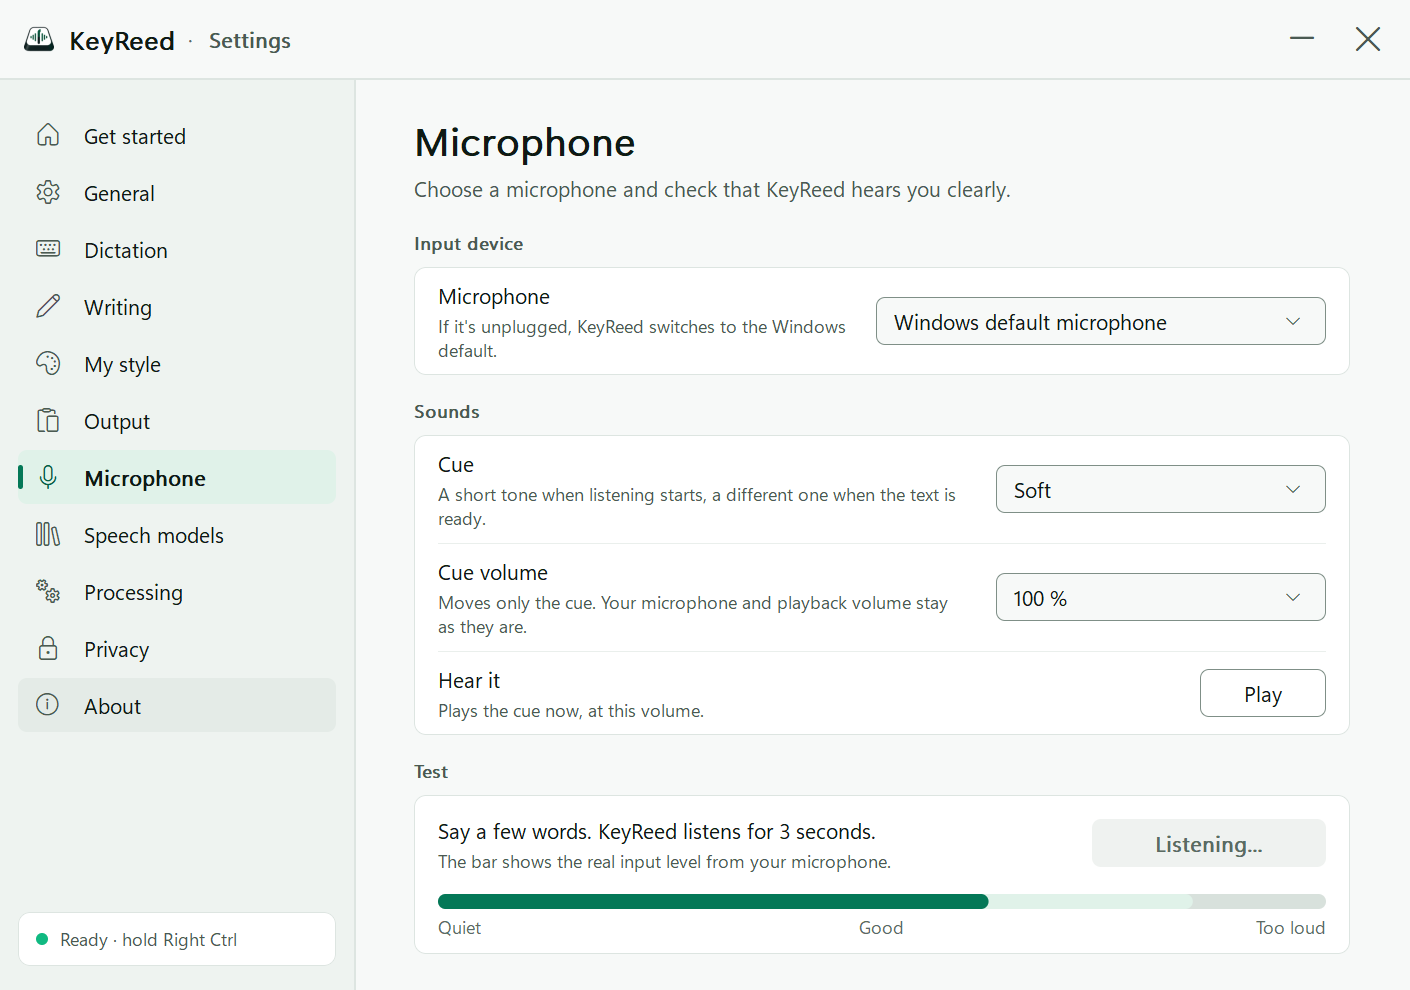 KeyReed · Settings
Get started
General
Dictation
Writing
My style
Output
Microphone
Speech models
Processing
Privacy
About
Ready · hold Right Ctrl
Microphone
Choose a microphone and check that KeyReed hears you clearly.
Input device
Microphone
If it's unplugged, KeyReed switches to the Windows
default.
Windows default microphone
Sounds
Cue
A short tone when listening starts, a different one when the text is
ready.
Soft
Cue volume
Moves only the cue. Your microphone and playback volume stay
as they are.
100 %
Hear it
Plays the cue now, at this volume.
Play
Test
Say a few words. KeyReed listens for 3 seconds.
The bar shows the real input level from your microphone.
Listening...
Quiet
Good
Too loud